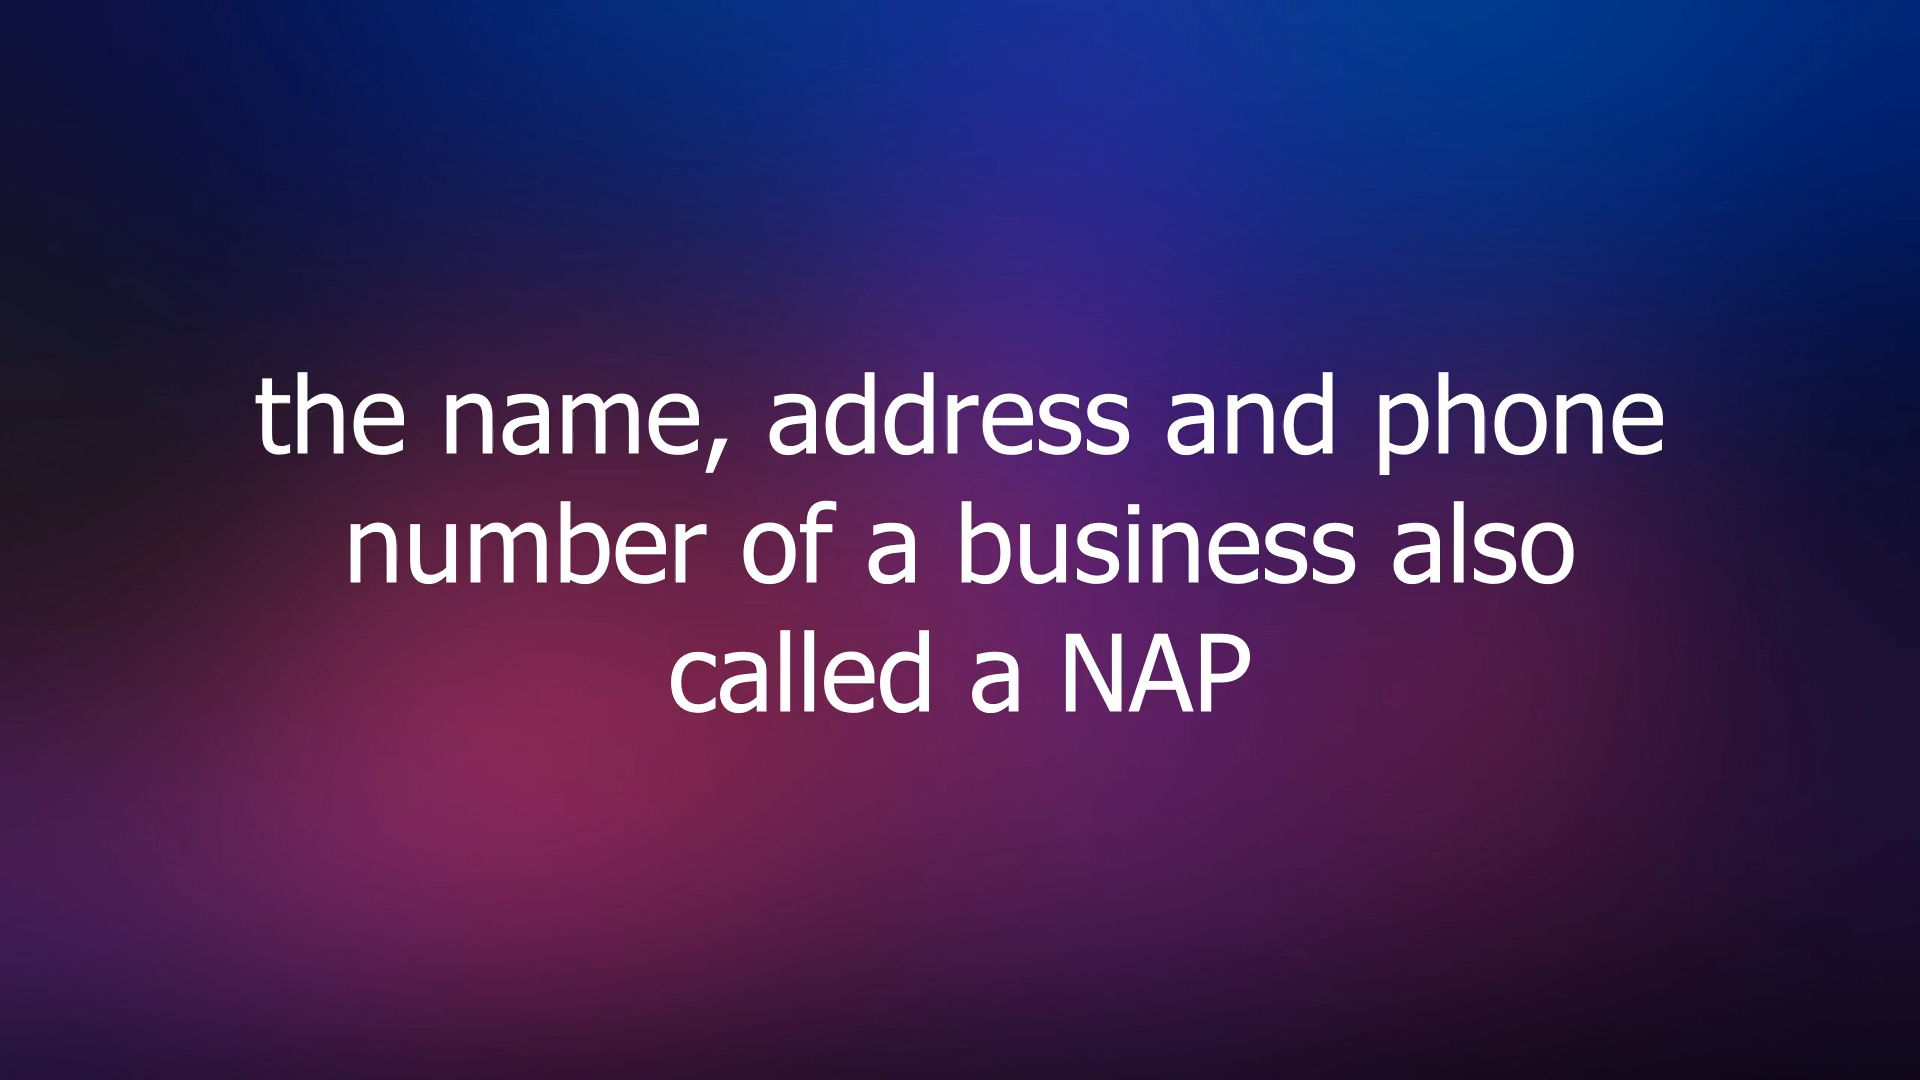 the name, address and phone
number of a business also
called a NAP